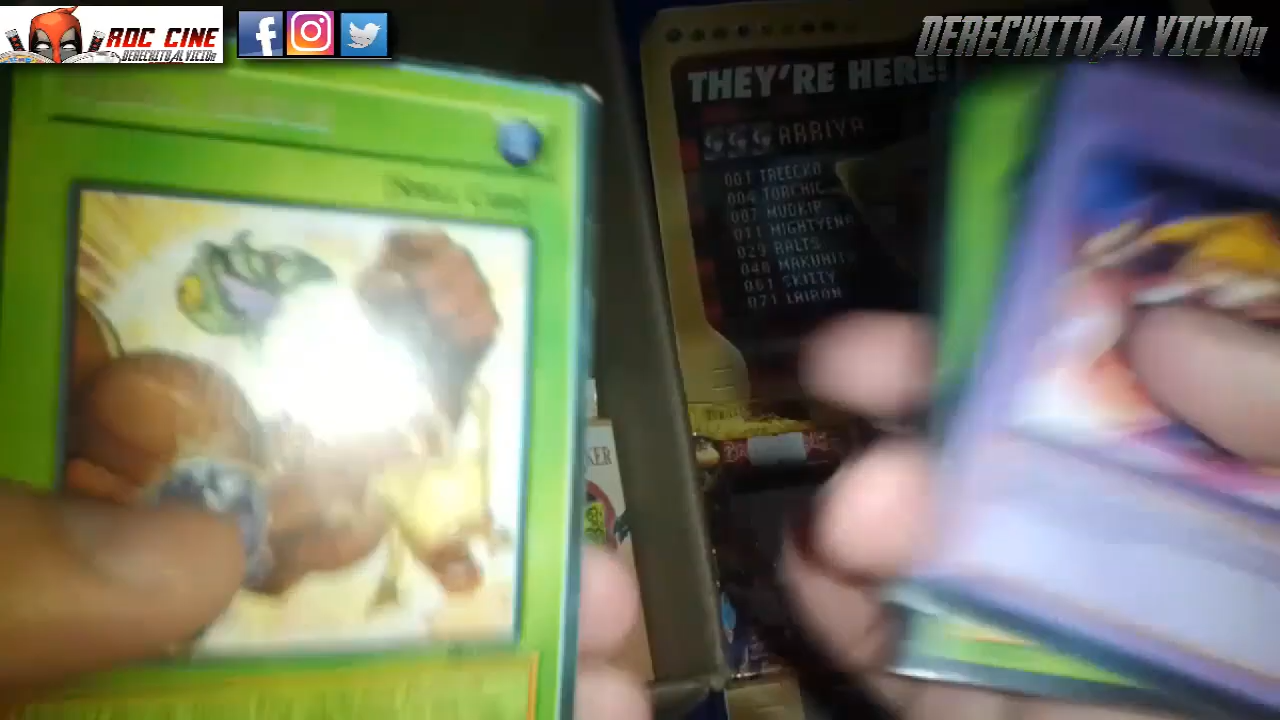 ROC CINE
DERECHITO AL VICIO!!
DERECHITO AL VICIO!!
THEY'RE HERE!
ARRIVA
001 TREECKO
004 TORCHIC
007 MUDKIP
011 MIGHTYENA
029 RALTS
048 MAKUHITA
061 SKITTY
071 LAIRON